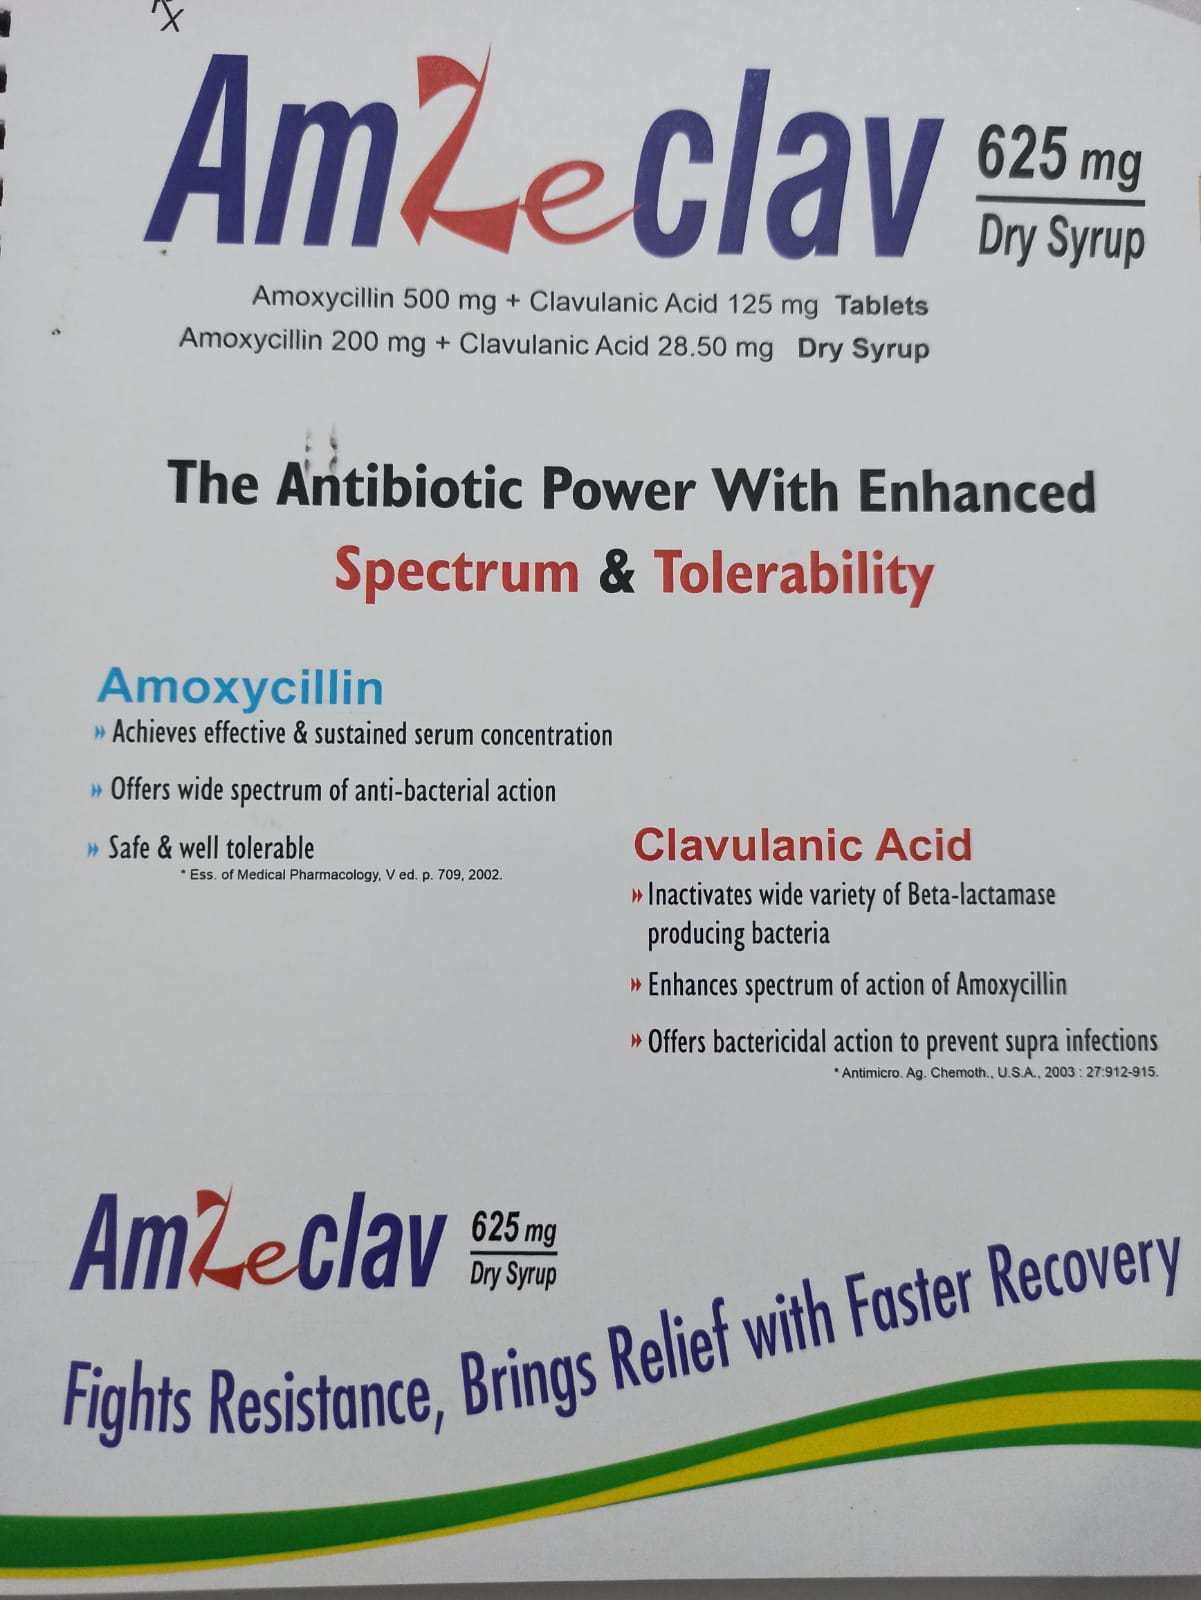 Rx
AmZeclav 625 mg
Dry Syrup
Amoxycillin 500 mg + Clavulanic Acid 125 mg Tablets
Amoxycillin 200 mg + Clavulanic Acid 28.50 mg Dry Syrup
The Antibiotic Power With Enhanced
Spectrum & Tolerability
Amoxycillin
» Achieves effective & sustained serum concentration
» Offers wide spectrum of anti-bacterial action
» Safe & well tolerable
* Ess. of Medical Pharmacology, V ed. p. 709, 2002.
Clavulanic Acid
» Inactivates wide variety of Beta-lactamase
producing bacteria
» Enhances spectrum of action of Amoxycillin
» Offers bactericidal action to prevent supra infections
* Antimicro. Ag. Chemoth., U.S.A., 2003 : 27:912-915.
AmZeclav 625 mg
Dry Syrup
Fights Resistance, Brings Relief with Faster Recovery